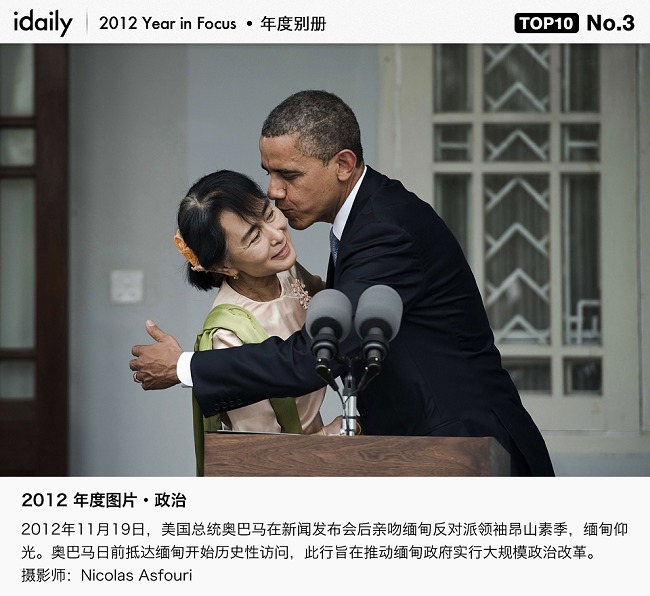 idaily 2012 Year in Focus • 年度别册 TOP10 No.3
2012 年度图片・政治
2012年11月19日，美国总统奥巴马在新闻发布会后亲吻缅甸反对派领袖昂山素季，缅甸仰
光。奥巴马日前抵达缅甸开始历史性访问，此行旨在推动缅甸政府实行大规模政治改革。
摄影师：Nicolas Asfouri